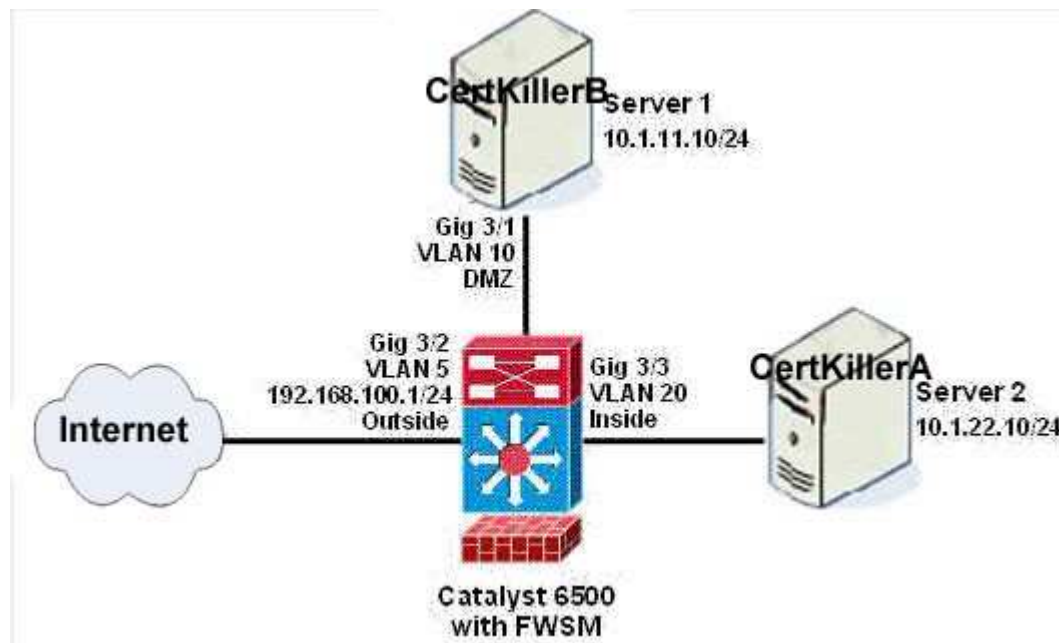 CertKillerB
Server 1
10.1.11.10/24
Gig 3/1
VLAN 10
DMZ
Gig 3/2
VLAN 5
192.168.100.1/24
Outside
Gig 3/3
VLAN 20
Inside
CertKillerA
Server 2
10.1.22.10/24
Internet
Catalyst 6500
with FWSM